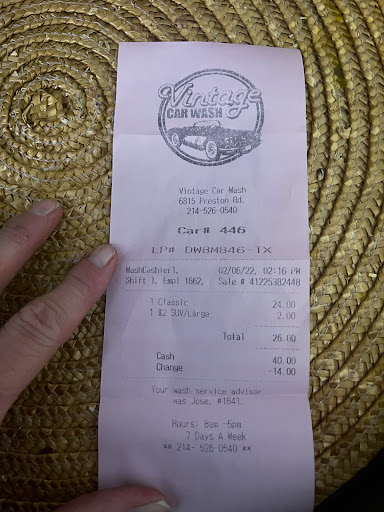 Vintage
CAR WASH
Vintage Car Wash
6815 Preston Rd.
214-526-0540
Car# 446
LP# DW8M846-TX
WashCashier1, 02/06/22, 02:16 PM
Shift 1, Empl 1662, Sale # 41225382448
1 Classic 24.00
1 $2 SUV/Large 2.00
Total 26.00
Cash 40.00
Change -14.00
Your wash service advisor
was Jose, #1641.
Hours: 8am -6pm
7 Days A Week
** 214- 526 0540 **